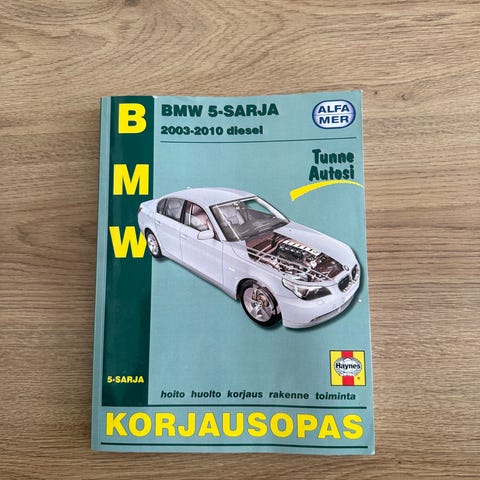 B
M
W
BMW 5-SARJA
2003-2010 diesel
ALFA
MER
Tunne
Autosi
Haynes
5-SARJA
hoito huolto korjaus rakenne toiminta
KORJAUSOPAS